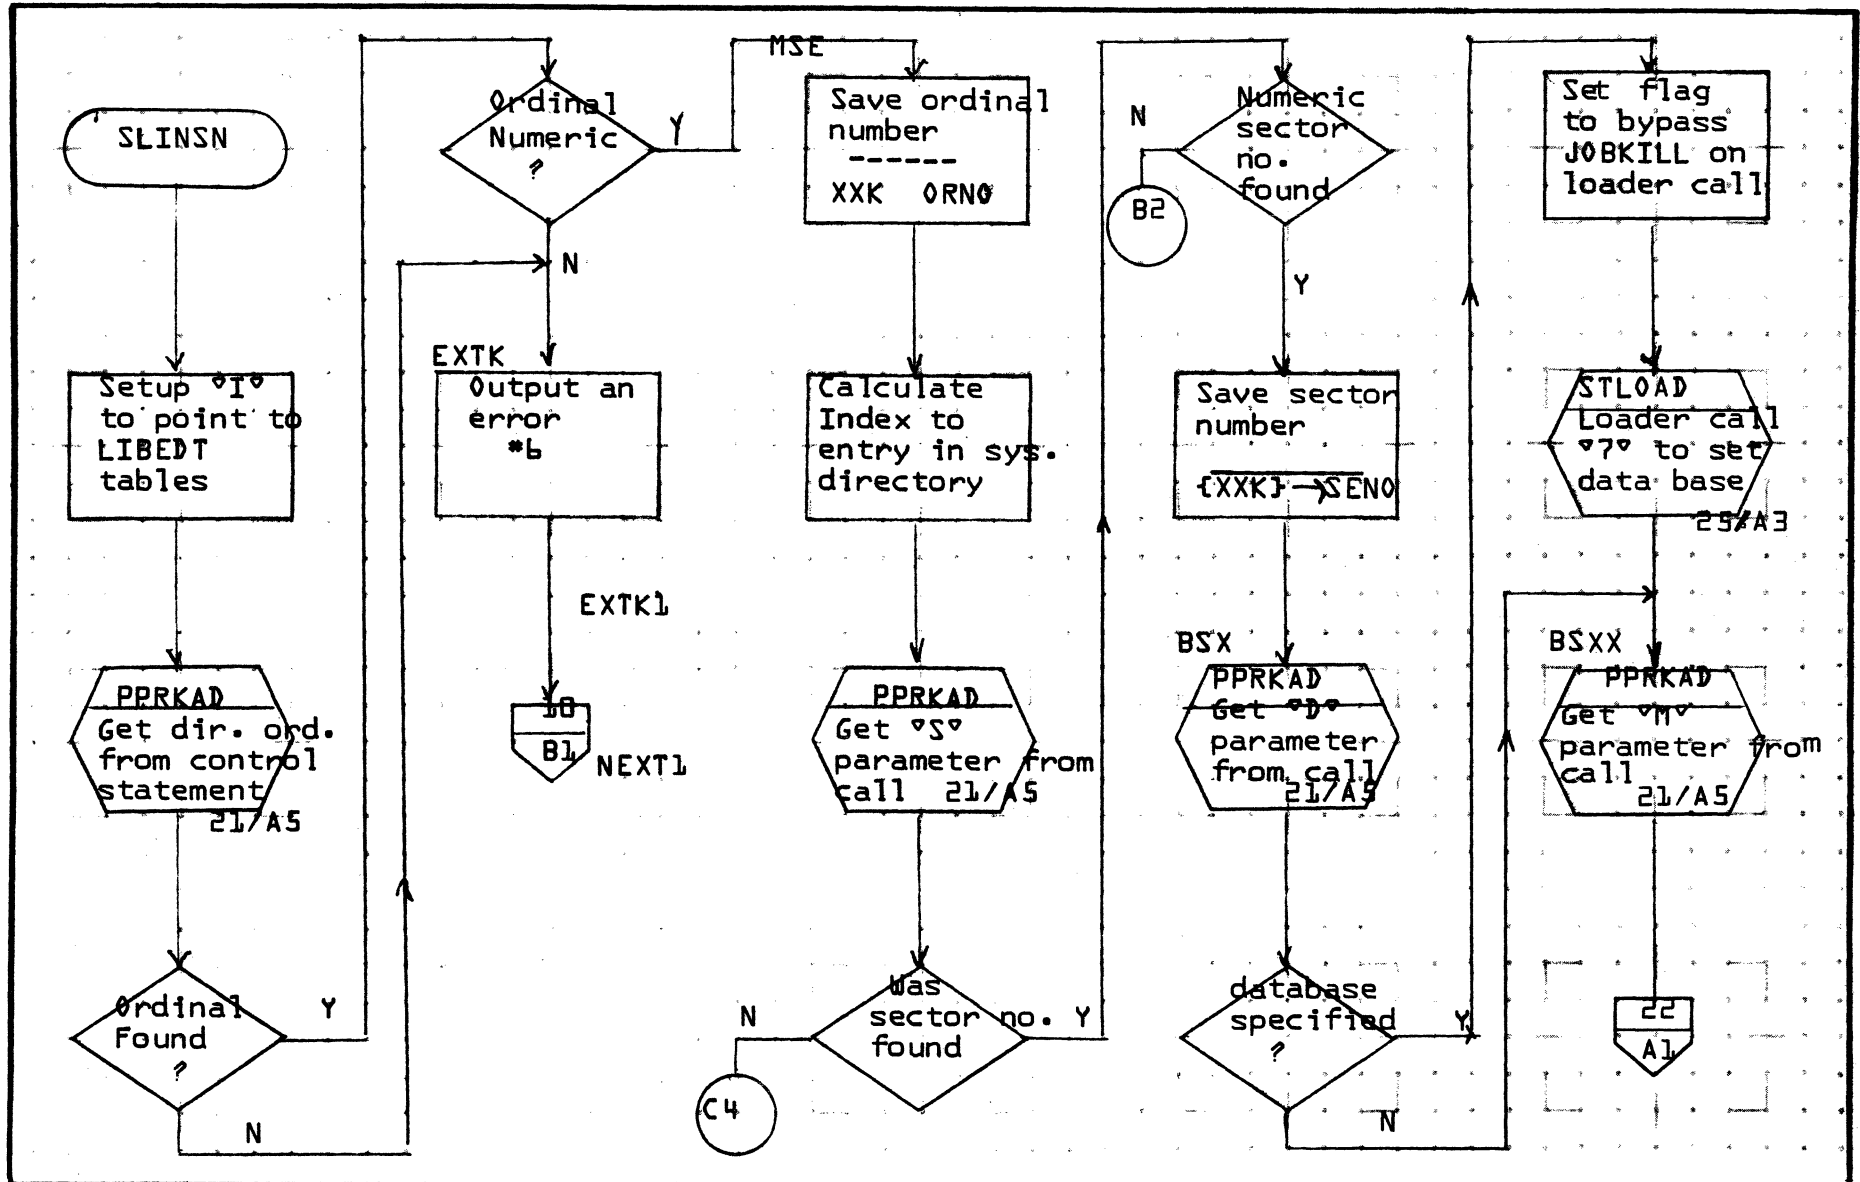 SLINSN
Setup "I"
to point to
LIBEDT
tables
PPRKAD
Get dir. ord.
from control
statement
21/A5
Ordinal
Found
?
Y
N
Ordinal
Numeric
?
Y
N
EXTK
Output an
error
#6
EXTK1
10
B1
NEXT1
MSE
Save ordinal
number
------
XXK ORNO
Calculate
Index to
entry in sys.
directory
PPRKAD
Get "S"
parameter from
call 21/A5
Was
sector no.
found
Y
N
C4
Numeric
sector
no.
found
N
B2
Y
Save sector
number
{XXK}→SENO
BSX
PPRKAD
Get "D"
parameter
from call
21/A5
database
specified
?
Y
N
Set flag
to bypass
JOBKILL on
loader call
STLOAD
Loader call
"7" to set
data base
25/A3
BSXX
PPRKAD
Get "M"
parameter from
call
21/A5
22
A1